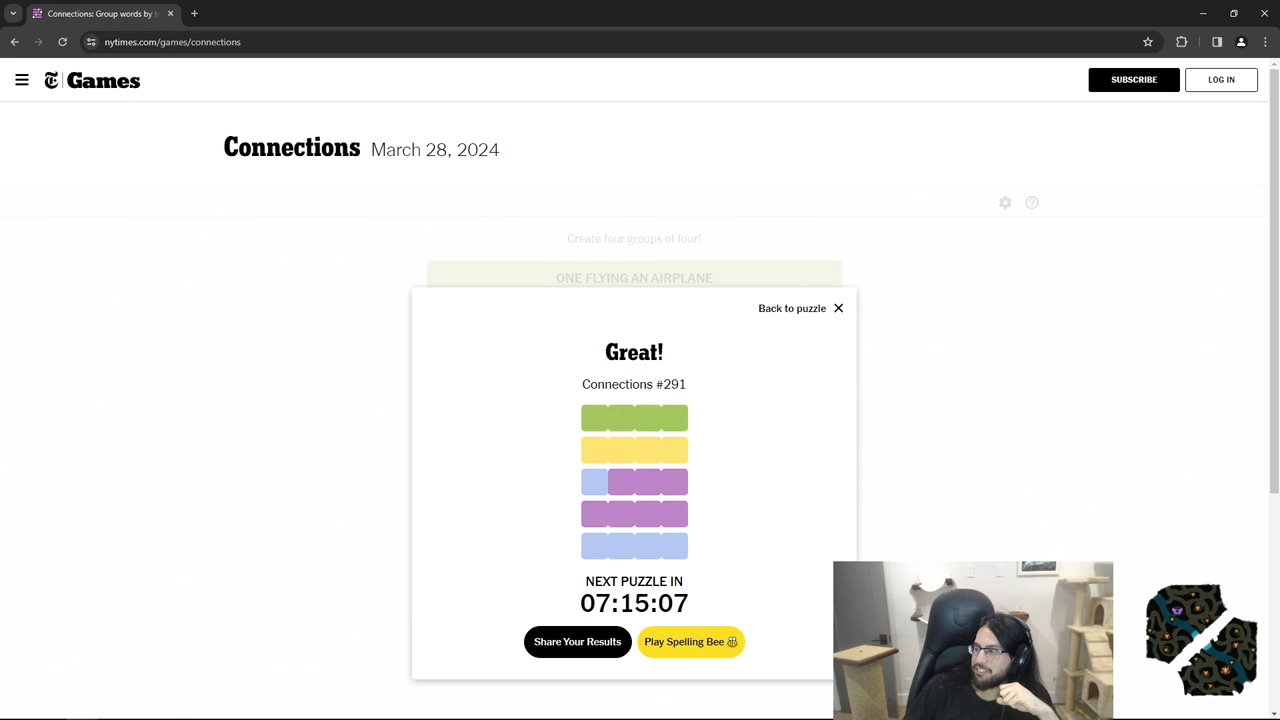 Connections: Group words by t
nytimes.com/games/connections
T Games
SUBSCRIBE
LOG IN
Connections March 28, 2024
Create four groups of four!
ONE FLYING AN AIRPLANE
Back to puzzle
Great!
Connections #291
NEXT PUZZLE IN
07:15:07
Share Your Results
Play Spelling Bee